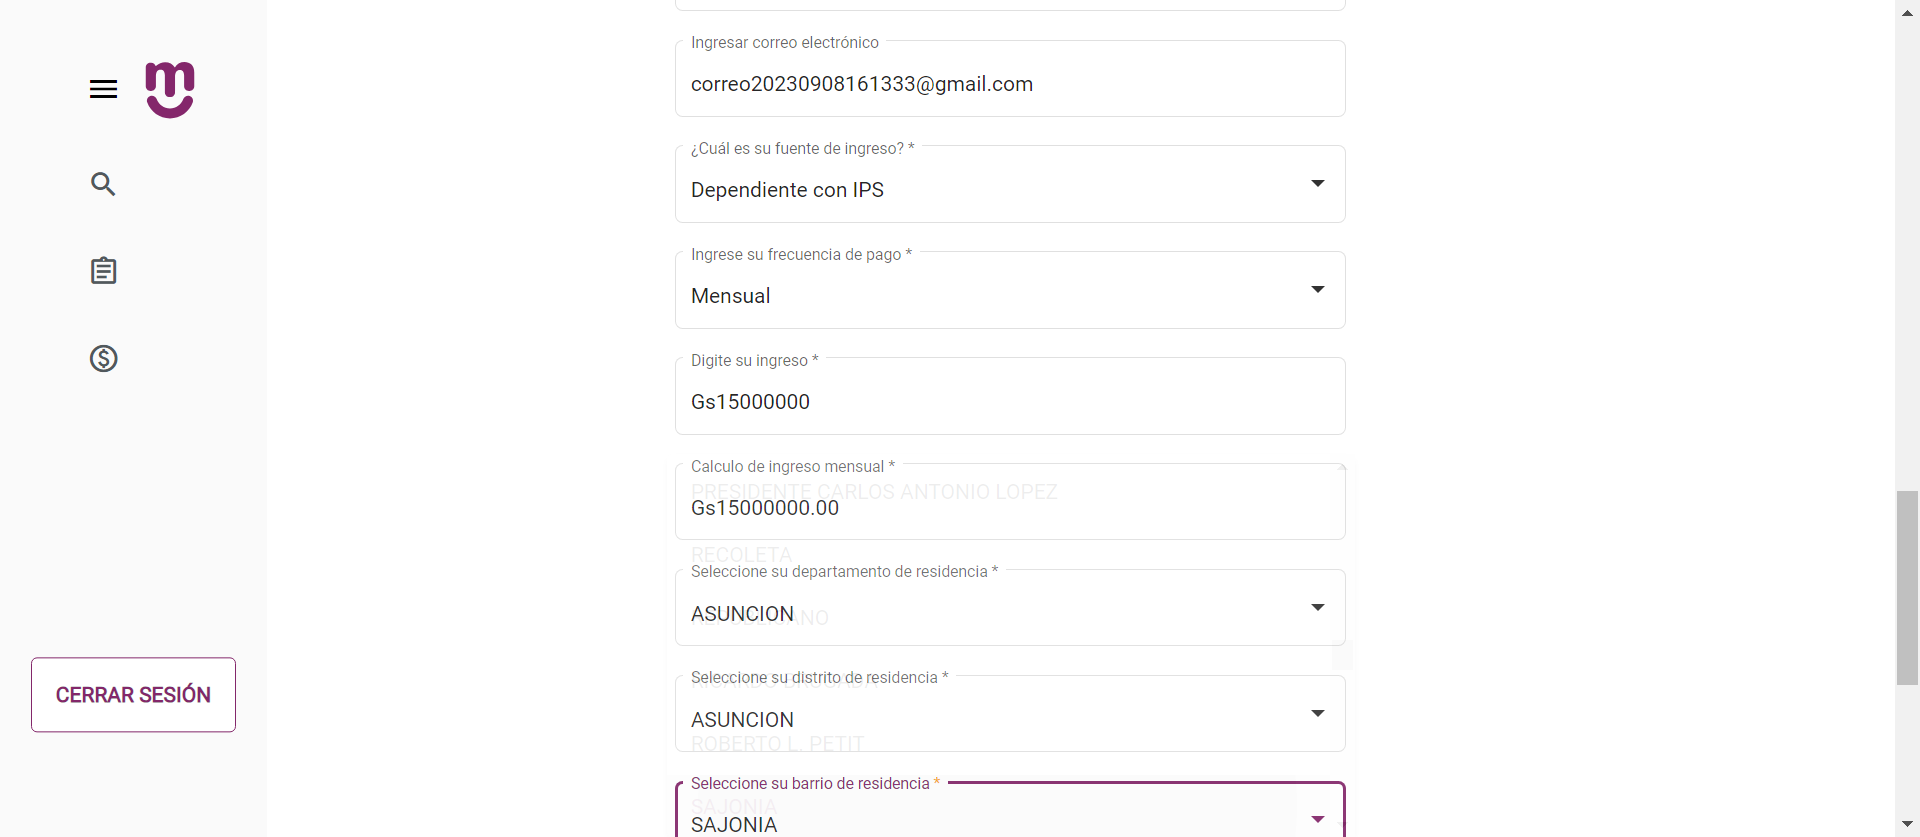 Ingresar correo electrónico
correo20230908161333@gmail.com
¿Cuál es su fuente de ingreso? *
Dependiente con IPS
Ingrese su frecuencia de pago *
Mensual
Digite su ingreso *
Gs15000000
Calculo de ingreso mensual *
PRESIDENTE CARLOS ANTONIO LOPEZ
Gs15000000.00
RECOLETA
Seleccione su departamento de residencia *
ASUNCION
Seleccione su distrito de residencia *
CERRAR SESIÓN
ASUNCION
ROBERTO L. PETIT
Seleccione su barrio de residencia *
SAJONIA
SAJONIA